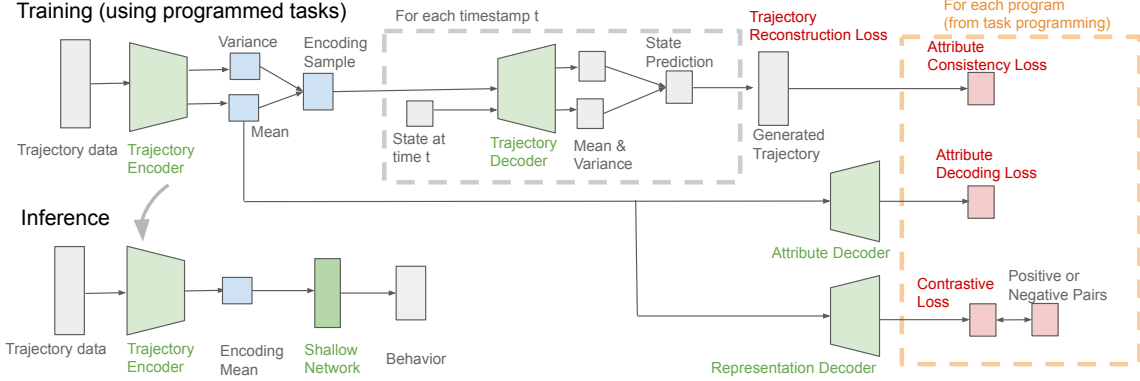 Training (using programmed tasks)
For each timestamp t
For each program
(from task programming)
Variance
Encoding
Sample
State
Prediction
Trajectory
Reconstruction Loss
Attribute
Consistency Loss
Mean
Trajectory data
Trajectory
Encoder
State at
time t
Trajectory
Decoder
Mean &
Variance
Generated
Trajectory
Attribute
Decoding Loss
Attribute Decoder
Inference
Contrastive
Loss
Positive or
Negative Pairs
Trajectory data
Trajectory
Encoder
Encoding
Mean
Shallow
Network
Behavior
Representation Decoder